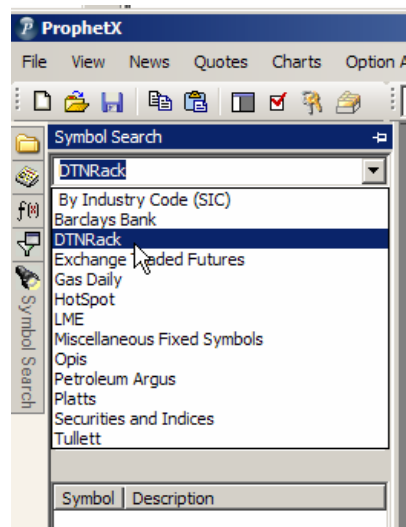 ProphetX
File View News Quotes Charts Option A
Symbol Search
DTNRack
By Industry Code (SIC)
Barclays Bank
DTNRack
Exchange Traded Futures
Gas Daily
HotSpot
LME
Miscellaneous Fixed Symbols
Opis
Petroleum Argus
Platts
Securities and Indices
Tullett
Symbol Description
f(x)
Symbol Search